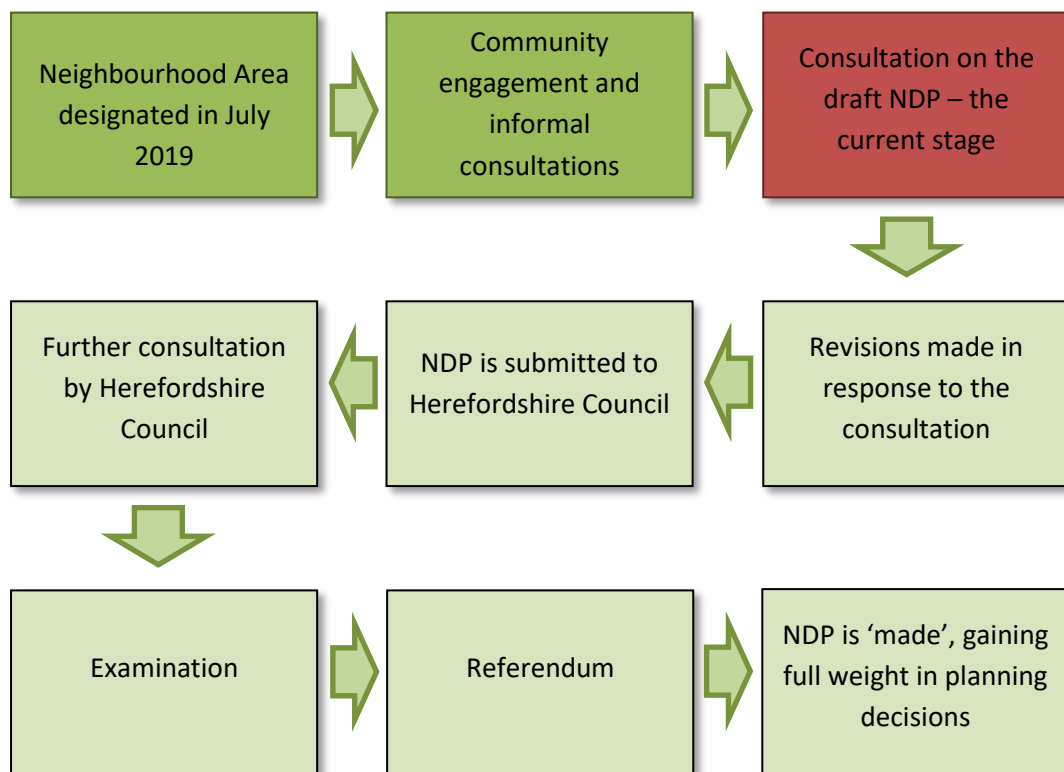 Neighbourhood Area
designated in July
2019
Community
engagement and
informal
consultations
Consultation on the
draft NDP – the
current stage
Revisions made in
response to the
consultation
NDP is submitted to
Herefordshire Council
Further consultation
by Herefordshire
Council
Examination
Referendum
NDP is ‘made’, gaining
full weight in planning
decisions